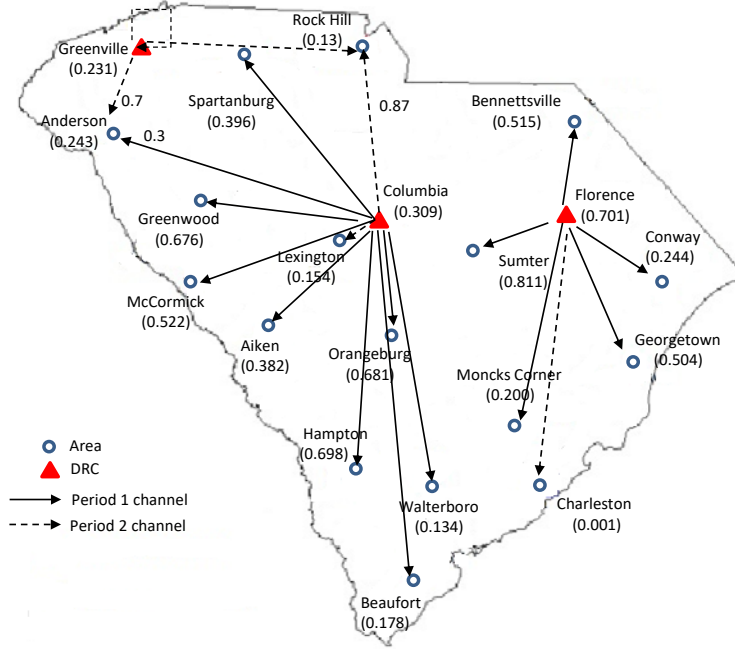 Rock Hill
(0.13)
Greenville
(0.231)
0.7
Spartanburg
(0.396)
0.87
Bennettsville
(0.515)
Anderson
(0.243)
0.3
Columbia
(0.309)
Florence
(0.701)
Greenwood
(0.676)
Lexington
(0.154)
Sumter
(0.811)
Conway
(0.244)
McCormick
(0.522)
Aiken
(0.382)
Orangeburg
(0.681)
Georgetown
(0.504)
Moncks Corner
(0.200)
Hampton
(0.698)
Walterboro
(0.134)
Charleston
(0.001)
Beaufort
(0.178)
Area
DRC
Period 1 channel
Period 2 channel